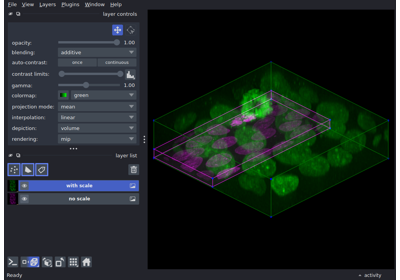 File View Layers Plugins Window Help
layer controls
opacity: 1.00
blending: additive
auto-contrast: once continuous
contrast limits:
gamma: 1.00
colormap: green
projection mode: mean
interpolation: linear
depiction: volume
rendering: mip
layer list
with scale
no scale
Ready activity